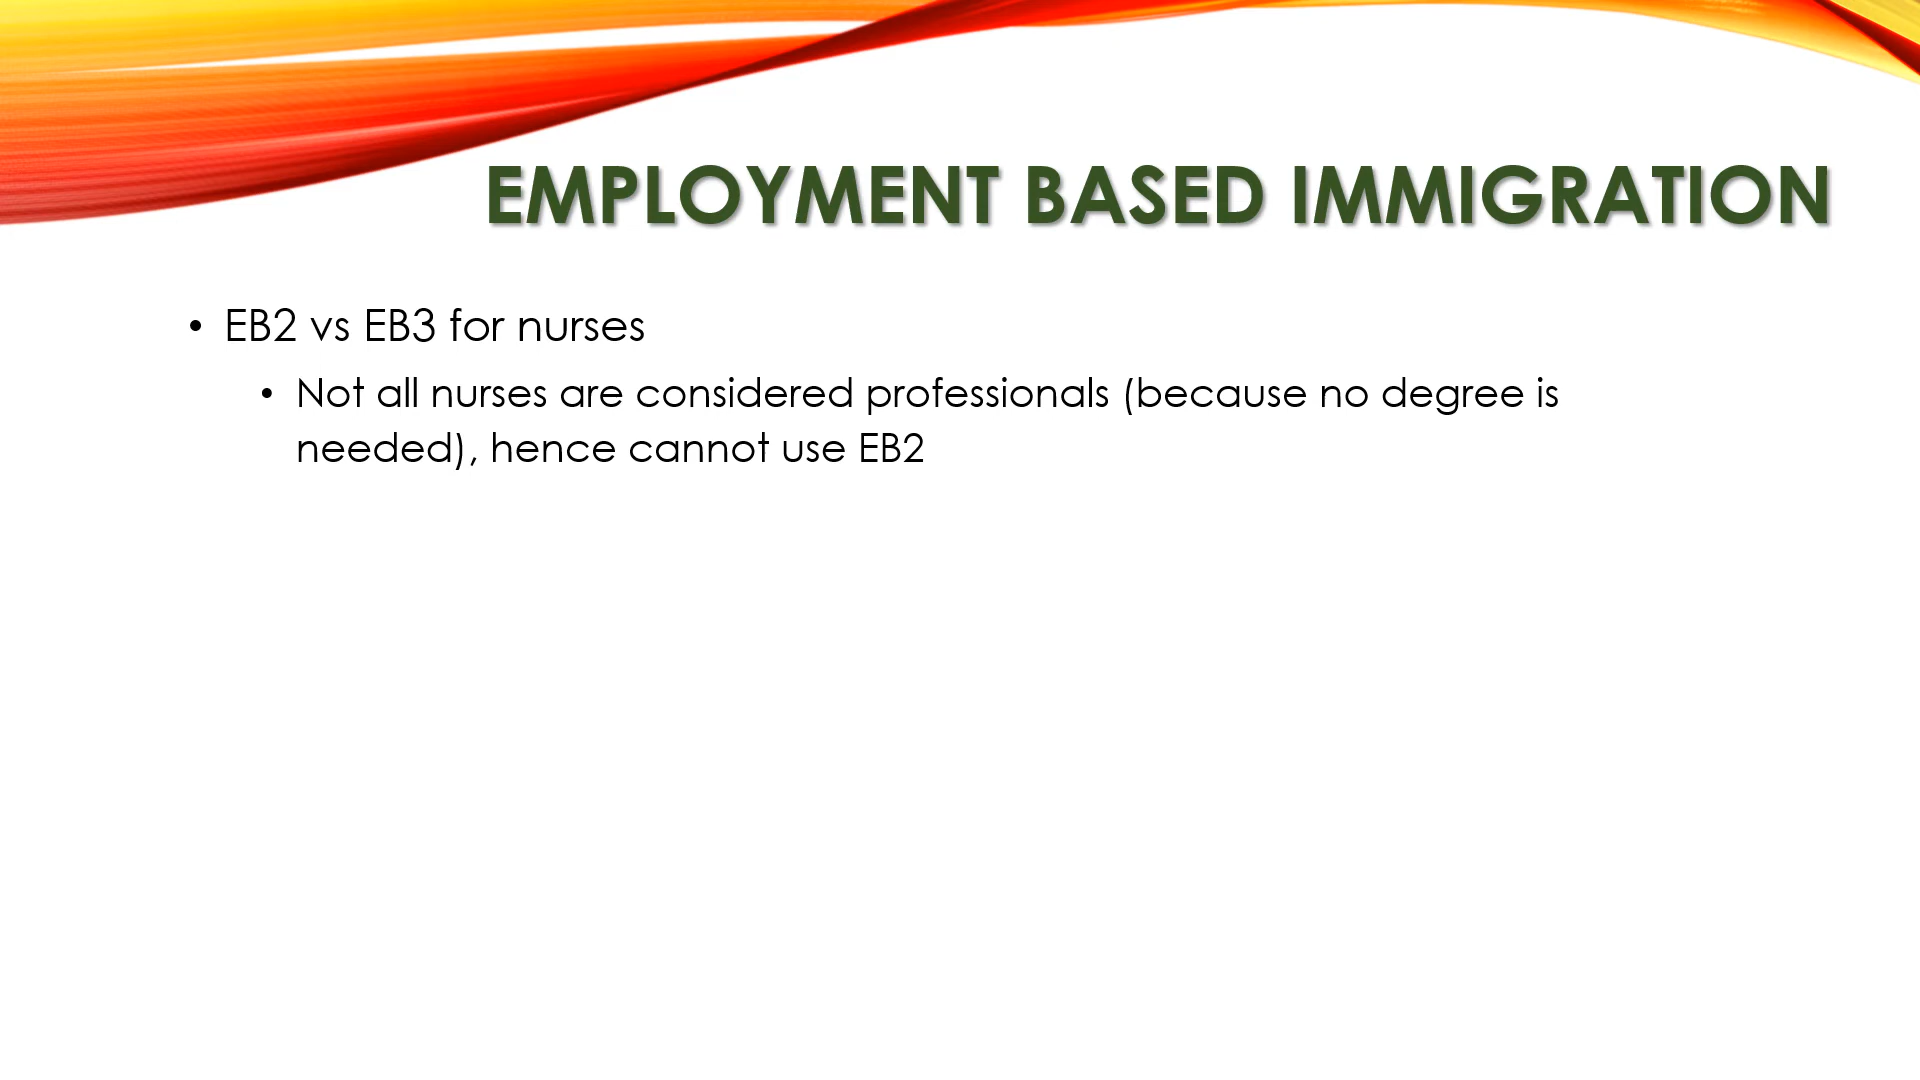 EMPLOYMENT BASED IMMIGRATION
• EB2 vs EB3 for nurses
• Not all nurses are considered professionals (because no degree is
needed), hence cannot use EB2